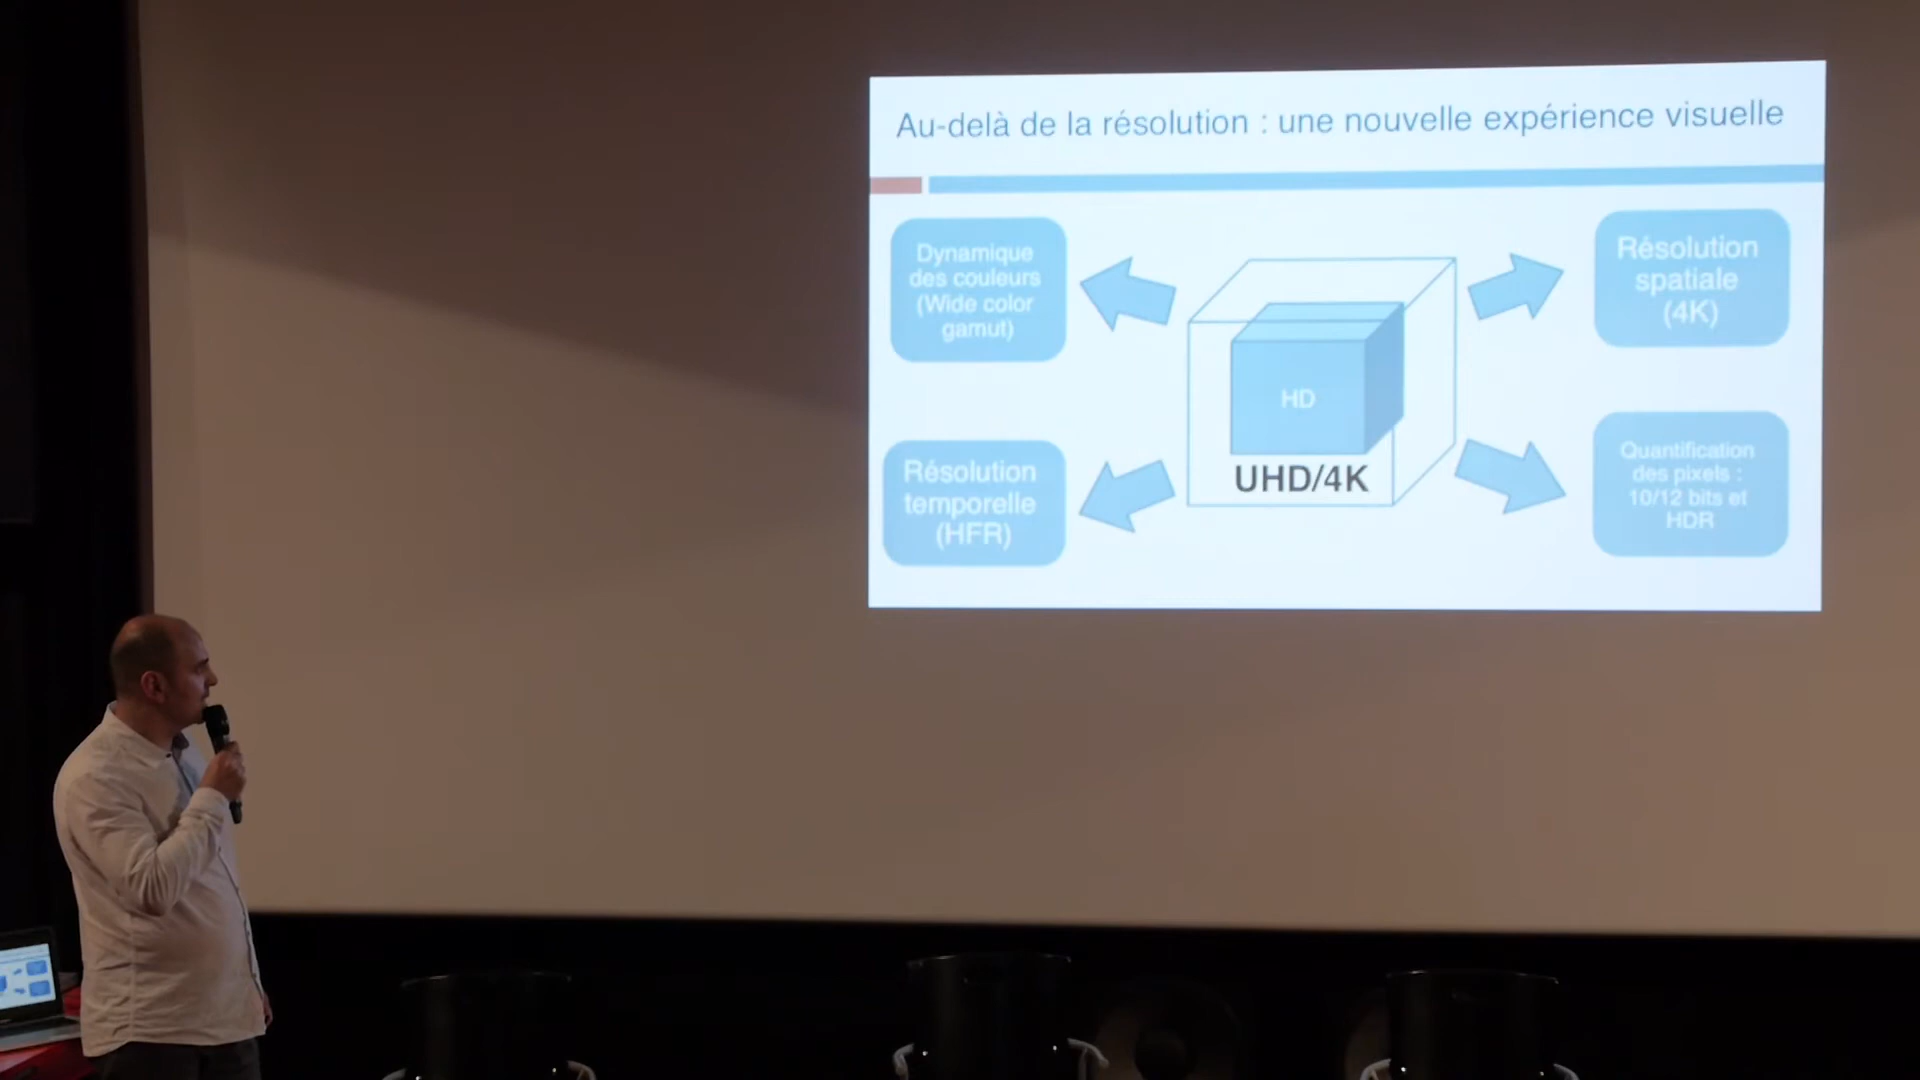 Au-delà de la résolution : une nouvelle expérience visuelle
Dynamique
des couleurs
(Wide color
gamut)
Résolution
spatiale
(4K)
HD
UHD/4K
Résolution
temporelle
(HFR)
Quantification
des pixels :
10/12 bits et
HDR